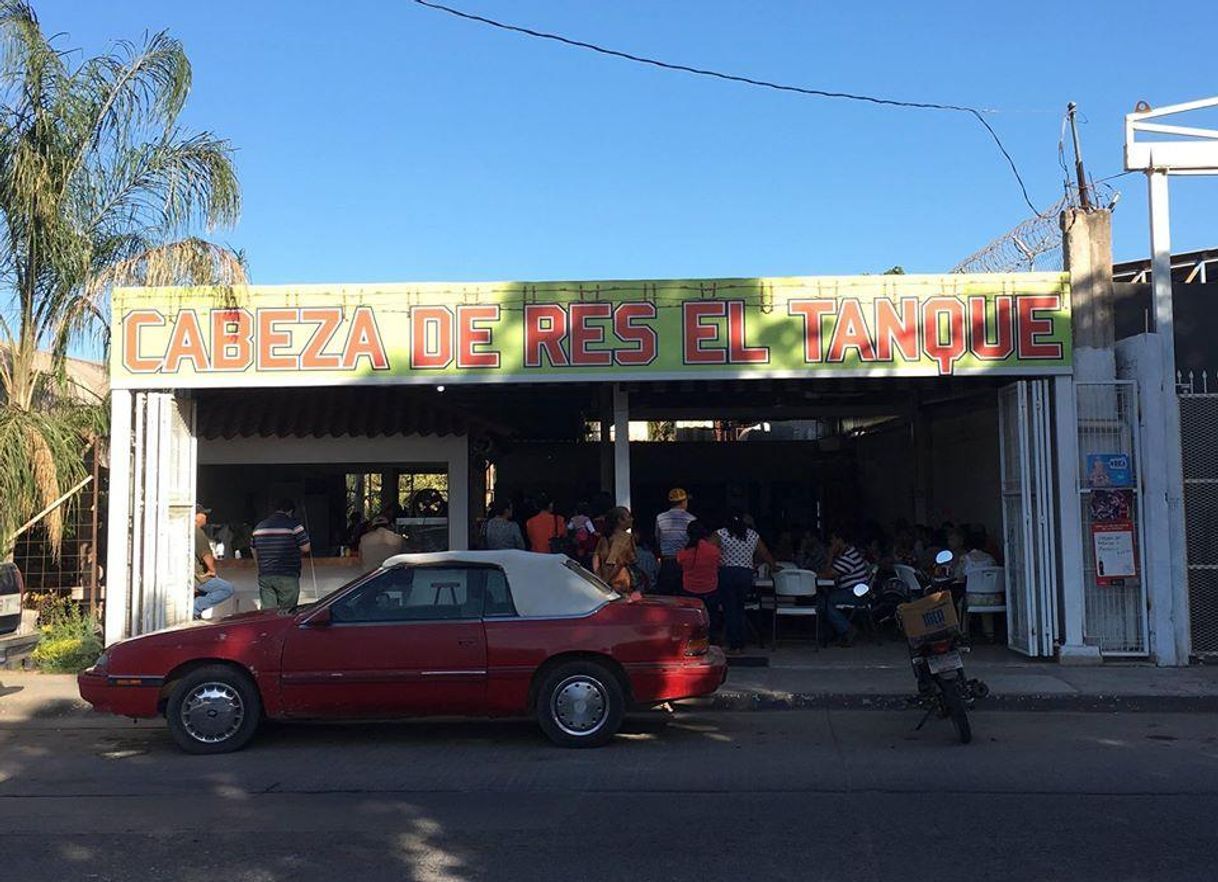 CABEZA DE RES EL TANQUE